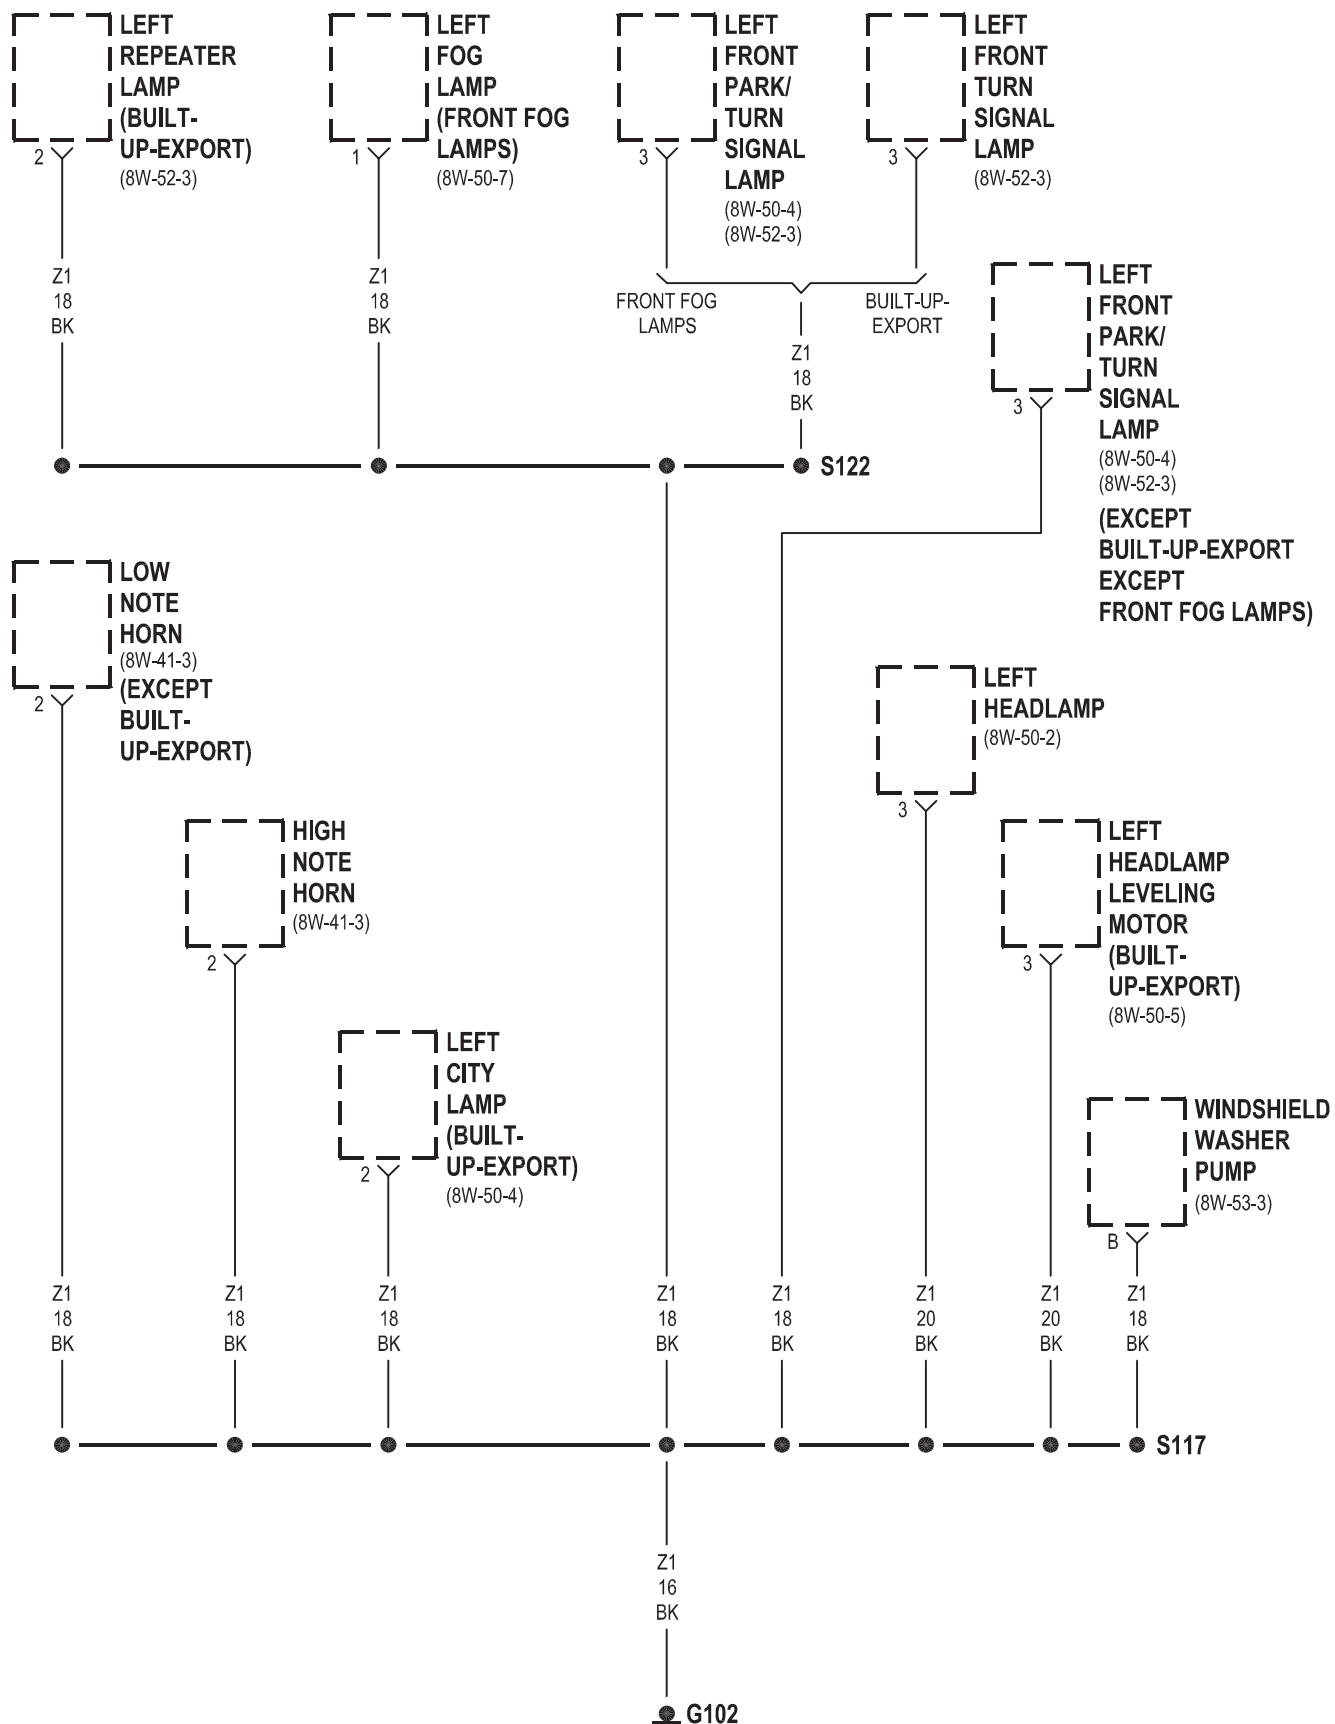 LEFT
REPEATER
LAMP
(BUILT-
UP-EXPORT)
(8W-52-3)
2
LEFT
FOG
LAMP
(FRONT FOG
LAMPS)
(8W-50-7)
1
LEFT
FRONT
PARK/
TURN
SIGNAL
LAMP
(8W-50-4)
(8W-52-3)
3
LEFT
FRONT
TURN
SIGNAL
LAMP
(8W-52-3)
3
Z1
18
BK
Z1
18
BK
FRONT FOG
LAMPS
BUILT-UP-
EXPORT
Z1
18
BK
S122
LEFT
FRONT
PARK/
TURN
SIGNAL
LAMP
(8W-50-4)
(8W-52-3)
(EXCEPT
BUILT-UP-EXPORT
EXCEPT
FRONT FOG LAMPS)
3
LOW
NOTE
HORN
(8W-41-3)
(EXCEPT
BUILT-
UP-EXPORT)
2
HIGH
NOTE
HORN
(8W-41-3)
2
LEFT
CITY
LAMP
(BUILT-
UP-EXPORT)
(8W-50-4)
2
LEFT
HEADLAMP
(8W-50-2)
3
LEFT
HEADLAMP
LEVELING
MOTOR
(BUILT-
UP-EXPORT)
(8W-50-5)
3
WINDSHIELD
WASHER
PUMP
(8W-53-3)
B
Z1
18
BK
Z1
18
BK
Z1
18
BK
Z1
18
BK
Z1
18
BK
Z1
20
BK
Z1
20
BK
Z1
18
BK
S117
Z1
16
BK
G102